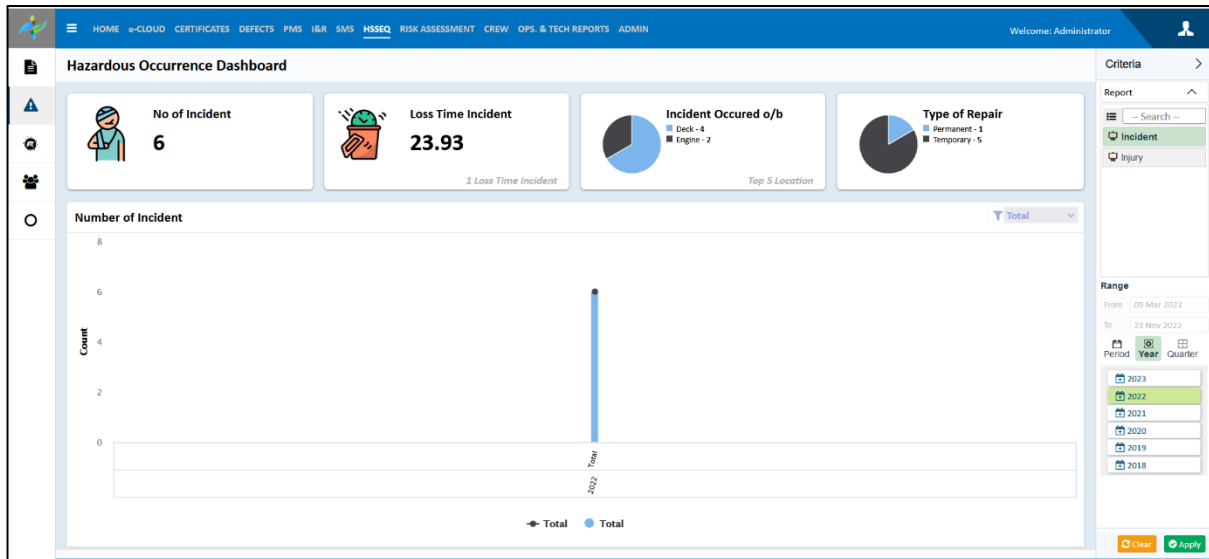 HOME e-CLOUD CERTIFICATES DEFECTS PMS I&R SMS HSSEQ RISK ASSESSMENT CREW OPS. & TECH REPORTS ADMIN
Welcome: Administrator
Hazardous Occurrence Dashboard
No of Incident
6
Loss Time Incident
23.93
1 Loss Time Incident
Incident Occured o/b
Deck - 4
Engine - 2
Top 5 Location
Type of Repair
Permanent - 1
Temporary - 5
Number of Incident
Total
8
6
4
2
0
Count
Total
2022
Total
Total
Criteria
Report
-- Search --
Incident
Injury
Range
From 09 Mar 2022
To 23 Nov 2022
Period Year Quarter
2023
2022
2021
2020
2019
2018
Clear Apply